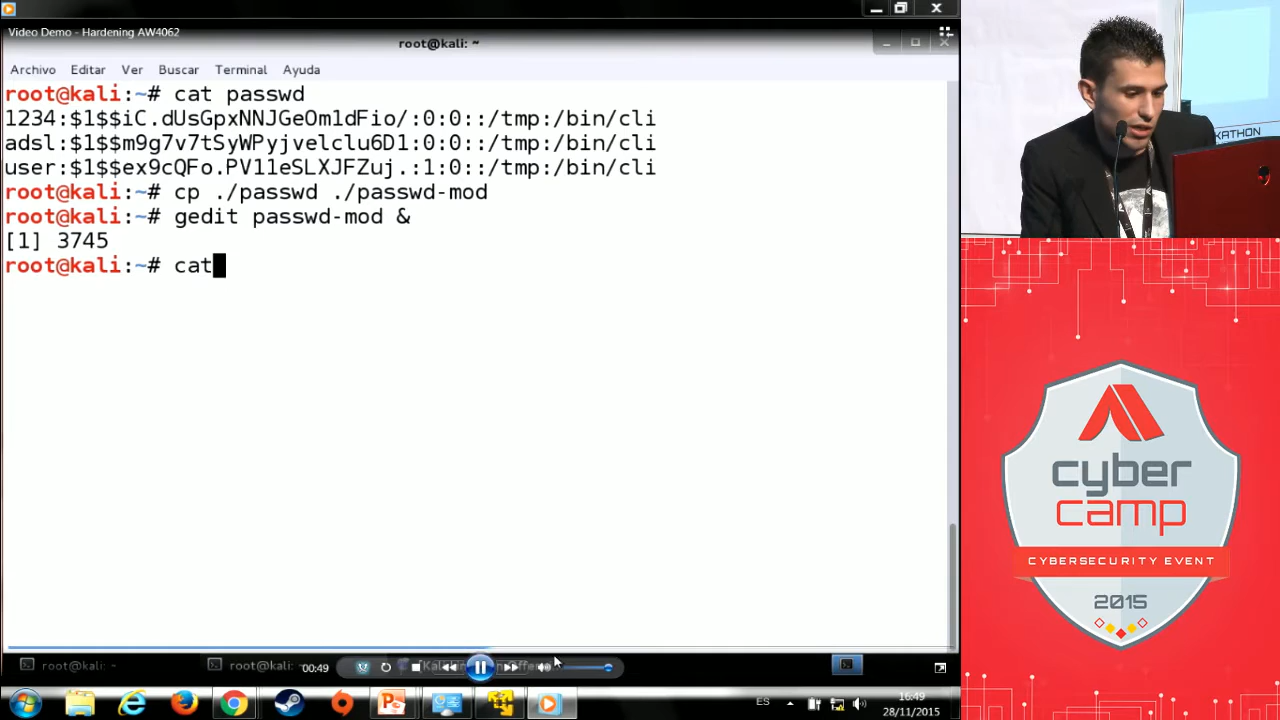 Video Demo - Hardening AW4062
root@kali: ~
Archivo Editar Ver Buscar Terminal Ayuda
root@kali:~# cat passwd
1234:$1$$iC.dUsGpxNNJGeOm1dFio/:0:0::/tmp:/bin/cli
adsl:$1$$m9g7v7tSyWPyjvelclu6D1:0:0::/tmp:/bin/cli
user:$1$$ex9cQFo.PV11eSLXJFZuj.:1:0::/tmp:/bin/cli
root@kali:~# cp ./passwd ./passwd-mod
root@kali:~# gedit passwd-mod &
[1] 3745
root@kali:~# cat
root@kali: ~
root@kali: ~
00:49
ES
16:49
28/11/2015
KATHON
cyber
camp
CYBERSECURITY EVENT
2015